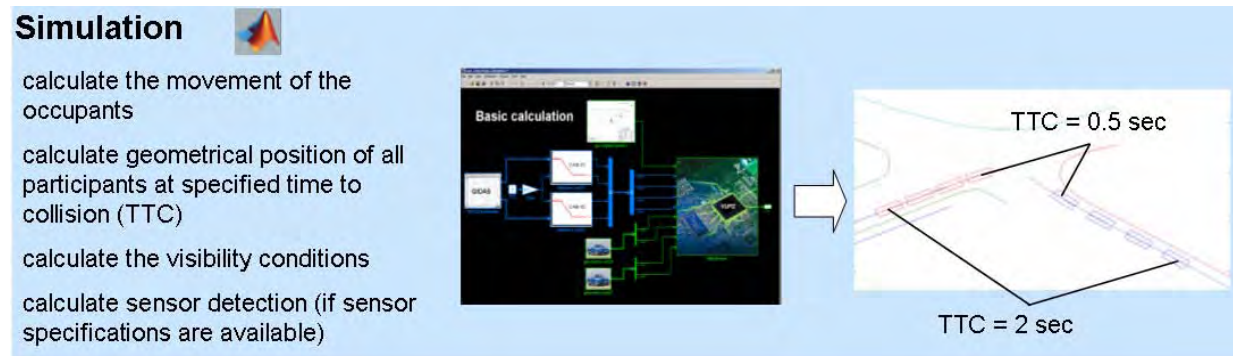 Simulation
calculate the movement of the
occupants
calculate geometrical position of all
participants at specified time to
collision (TTC)
calculate the visibility conditions
calculate sensor detection (if sensor
specifications are available)
Basic calculation
GIDAS
TTC = 0.5 sec
TTC = 2 sec